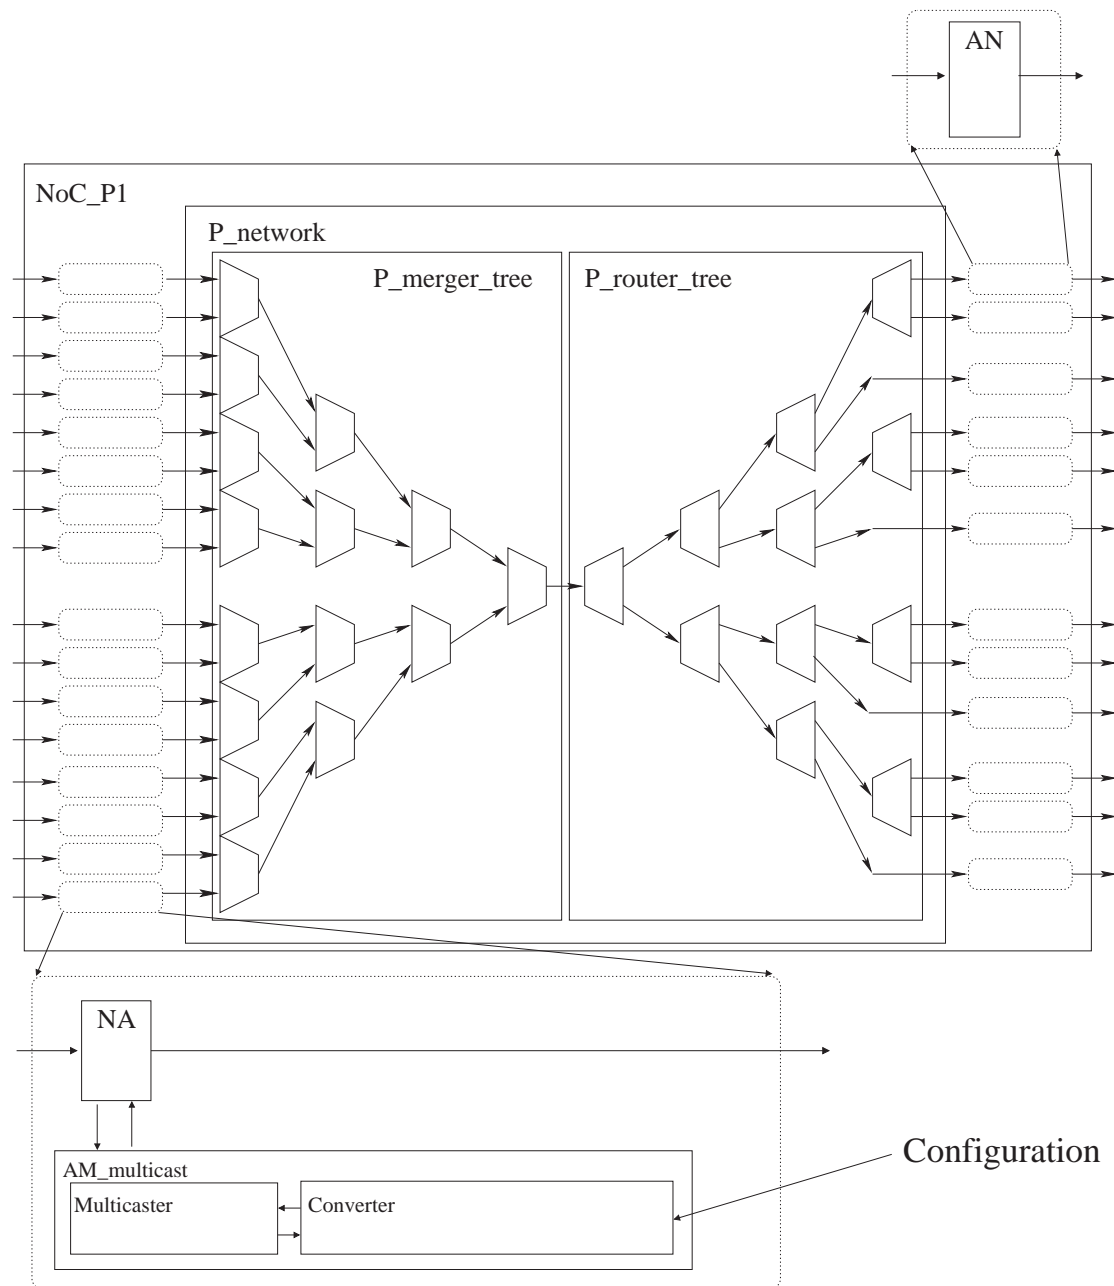 AN
NoC_P1
P_network
P_merger_tree
P_router_tree
NA
Configuration
AM_multicast
Multicaster
Converter